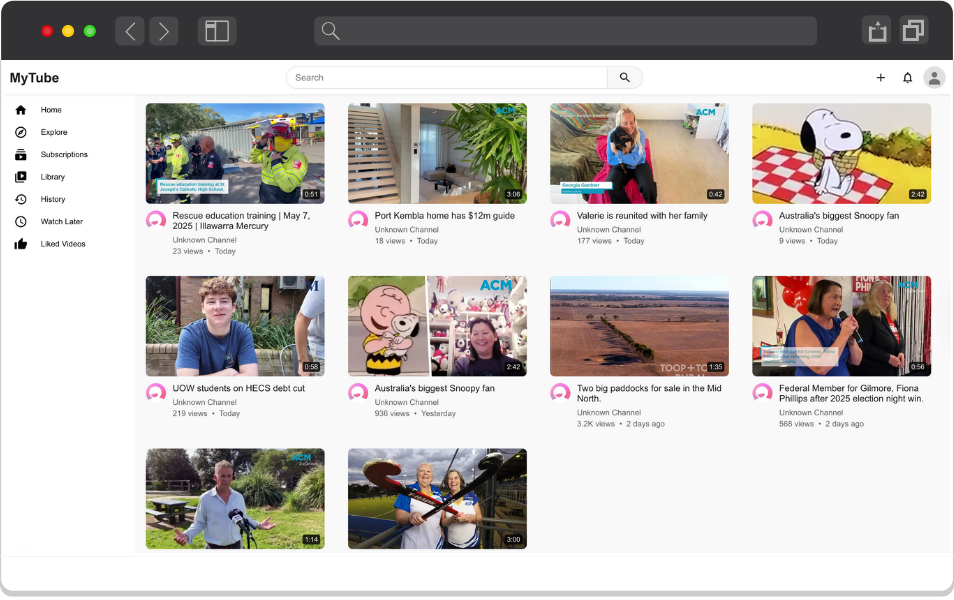 MyTube
Search
Home
Explore
Subscriptions
Library
History
Watch Later
Liked Videos
Rescue education training at St
Joseph's Catholic High School.
0:51
Rescue education training | May 7,
2025 | Illawarra Mercury
Unknown Channel
23 views • Today
ACM
3:06
Port Kembla home has $12m guide
Unknown Channel
18 views • Today
ACM
Georgia Gardner
0:42
Valerie is reunited with her family
Unknown Channel
177 views • Today
2:42
Australia's biggest Snoopy fan
Unknown Channel
9 views • Today
M
0:58
UOW students on HECS debt cut
Unknown Channel
219 views • Today
ACM
2:42
Australia's biggest Snoopy fan
Unknown Channel
936 views • Yesterday
TOOP+TO
1:35
Two big paddocks for sale in the Mid
North.
Unknown Channel
3.2K views • 2 days ago
FIONA
PHILLIPS
ACM
0:56
Federal Member for Gilmore, Fiona
Phillips after 2025 election night win.
Unknown Channel
568 views • 2 days ago
ACM
1:14
3:00